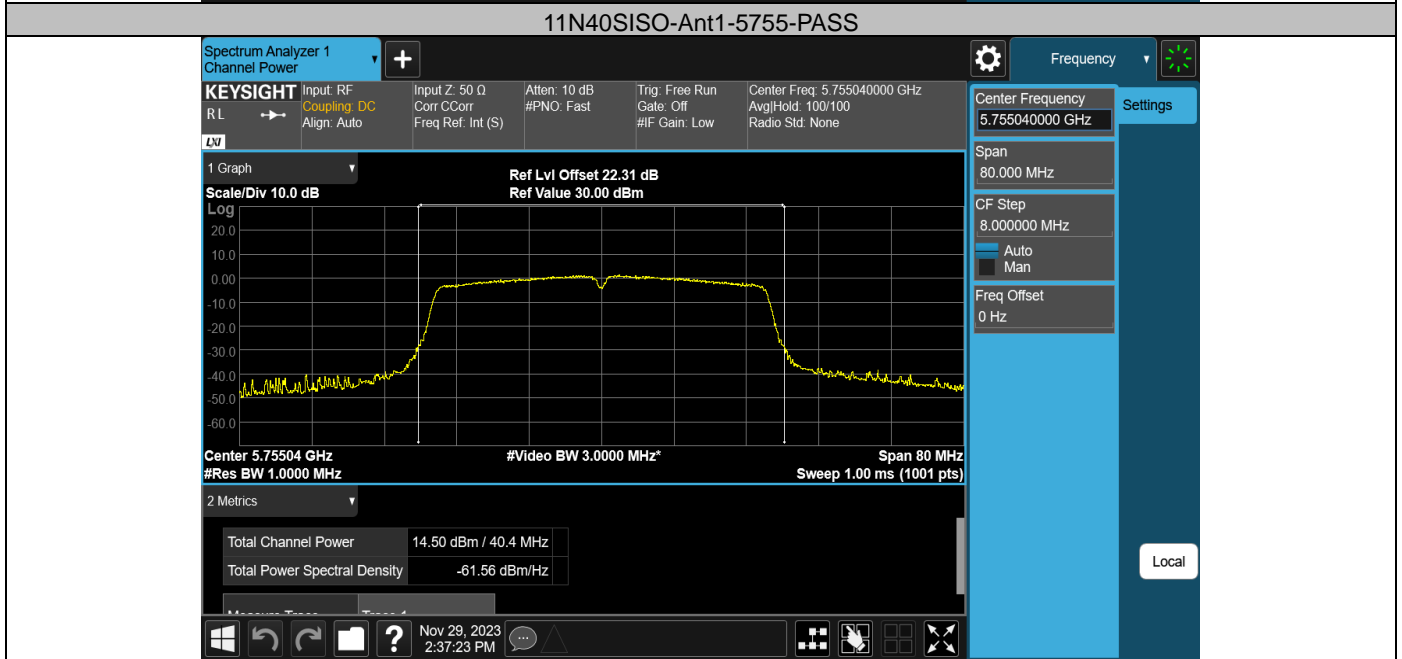 11N40SISO-Ant1-5755-PASS
Spectrum Analyzer 1
Channel Power
+
Frequency
KEYSIGHT
RL
LXI
Input: RF
Coupling: DC
Align: Auto
Input Z: 50 Ω
Corr CCorr
Freq Ref: Int (S)
Atten: 10 dB
#PNO: Fast
Trig: Free Run
Gate: Off
#IF Gain: Low
Center Freq: 5.755040000 GHz
Avg|Hold: 100/100
Radio Std: None
Center Frequency
5.755040000 GHz
Settings
Span
80.000 MHz
CF Step
8.000000 MHz
Auto
Man
Freq Offset
0 Hz
1 Graph
Ref Lvl Offset 22.31 dB
Scale/Div 10.0 dB
Ref Value 30.00 dBm
Log
20.0
10.0
0.00
-10.0
-20.0
-30.0
-40.0
-50.0
-60.0
Center 5.75504 GHz
#Video BW 3.0000 MHz*
Span 80 MHz
#Res BW 1.0000 MHz
Sweep 1.00 ms (1001 pts)
2 Metrics
Total Channel Power 14.50 dBm / 40.4 MHz
Total Power Spectral Density -61.56 dBm/Hz
Local
?
Nov 29, 2023
2:37:23 PM